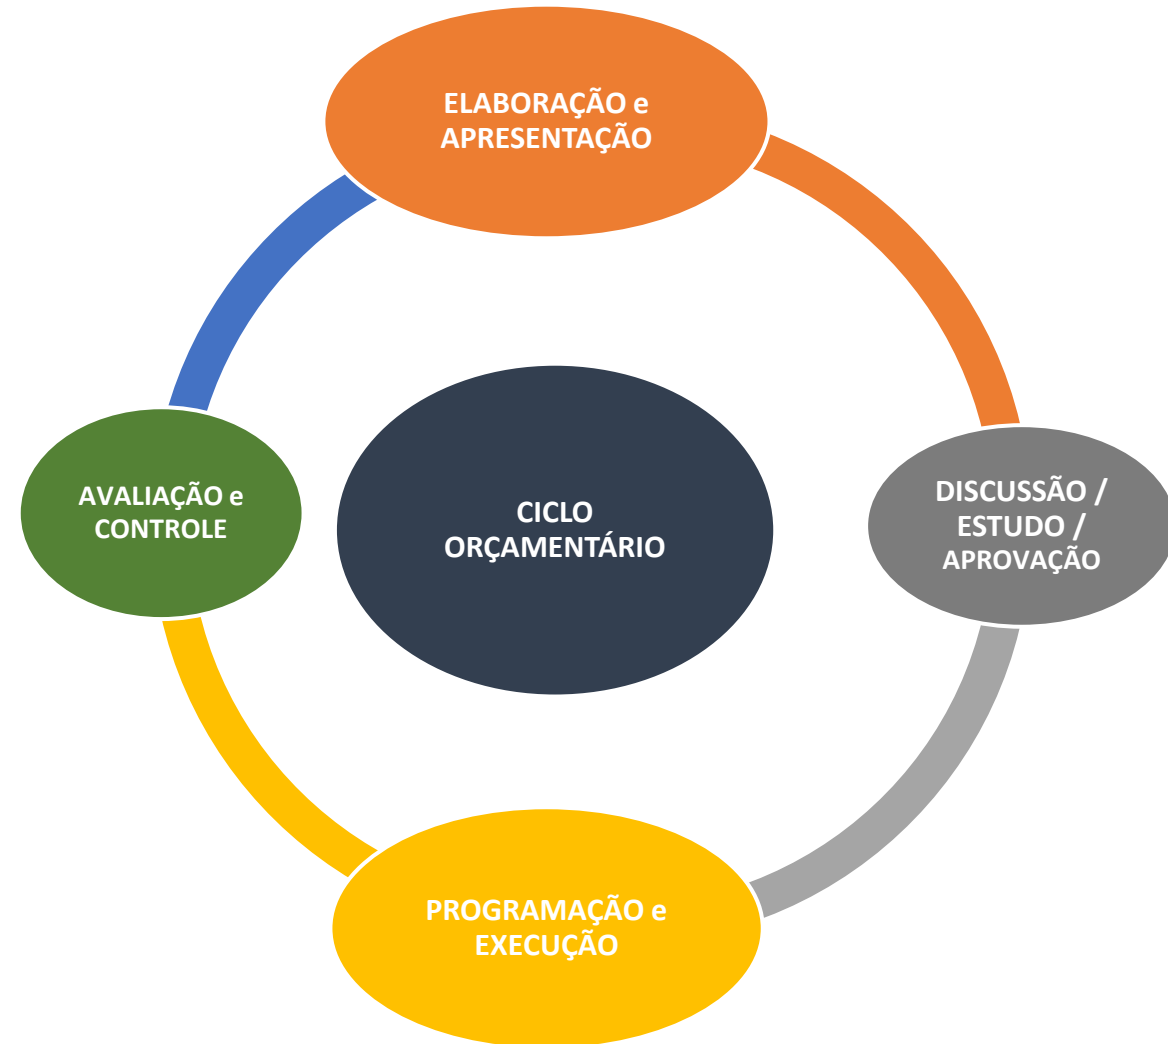 ELABORAÇÃO e
APRESENTAÇÃO
DISCUSSÃO /
ESTUDO /
APROVAÇÃO
PROGRAMAÇÃO e
EXECUÇÃO
AVALIAÇÃO e
CONTROLE
CICLO
ORÇAMENTÁRIO